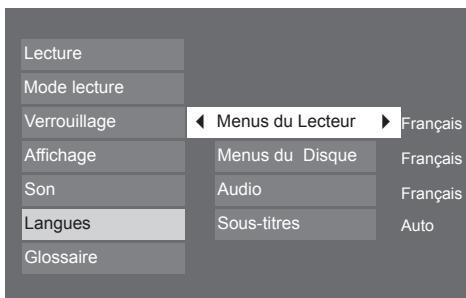 Lecture
Mode lecture
Verrouillage
Menus du Lecteur Français
Affichage
Menus du Disque Français
Son
Audio Français
Langues
Sous-titres Auto
Glossaire